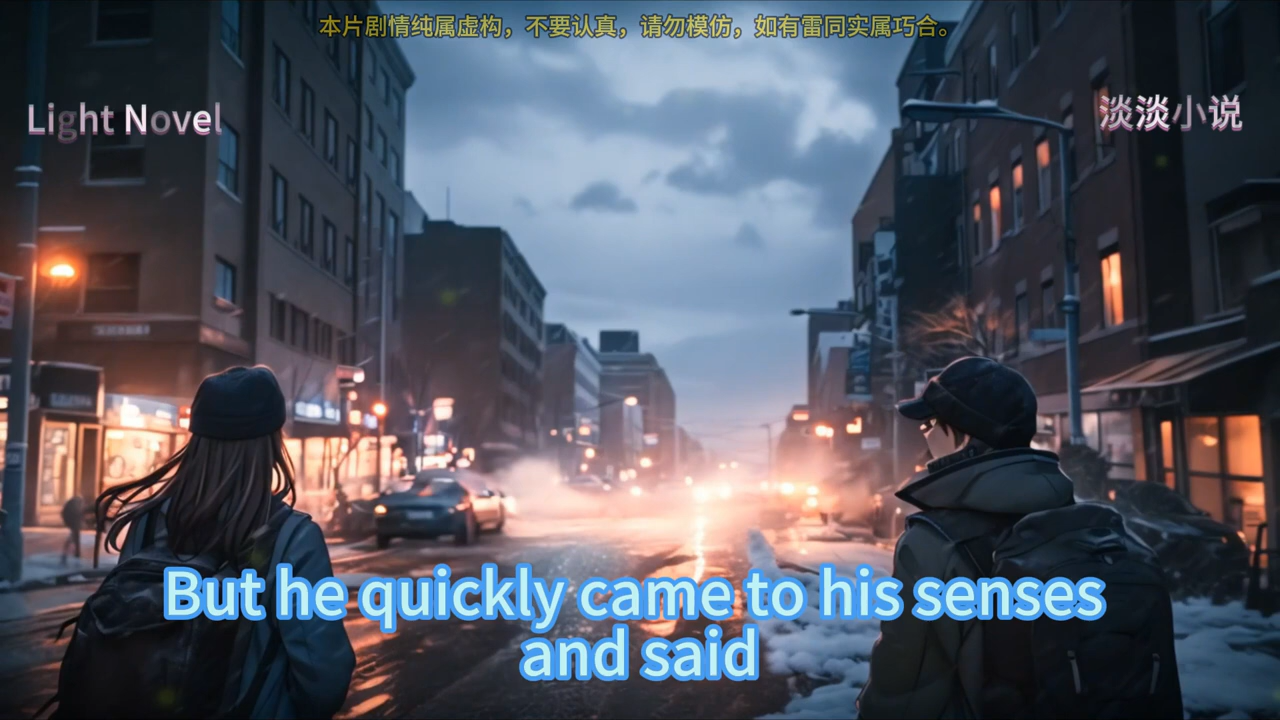 本片剧情纯属虚构，不要认真，请勿模仿，如有雷同实属巧合。
Light Novel
淡淡小说
But he quickly came to his senses
and said